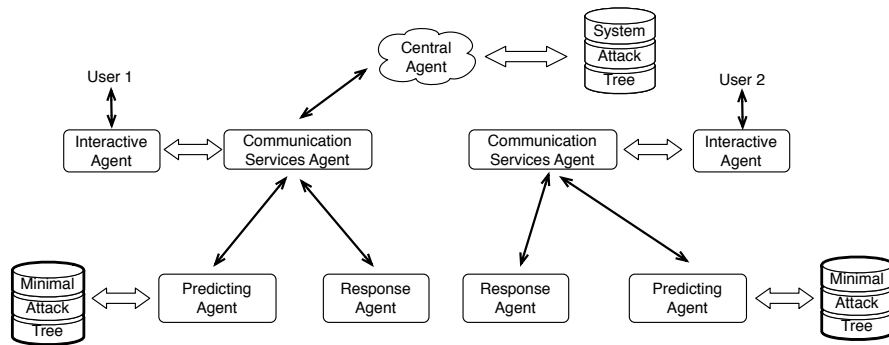 Central
Agent
System
Attack
Tree
User 1
User 2
Interactive
Agent
Communication
Services Agent
Communication
Services Agent
Interactive
Agent
Minimal
Attack
Tree
Predicting
Agent
Response
Agent
Response
Agent
Predicting
Agent
Minimal
Attack
Tree